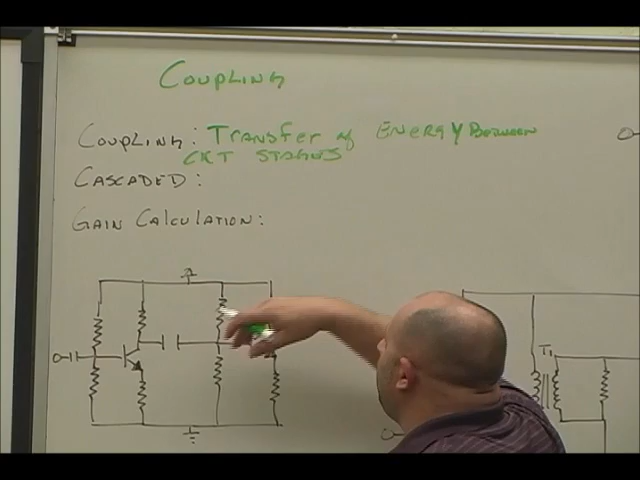 COUPLING
COUPLING: TRANSFER of ENERGY BETWEEN
CKT STAGES
CASCADED:
GAIN CALCULATION:
T1